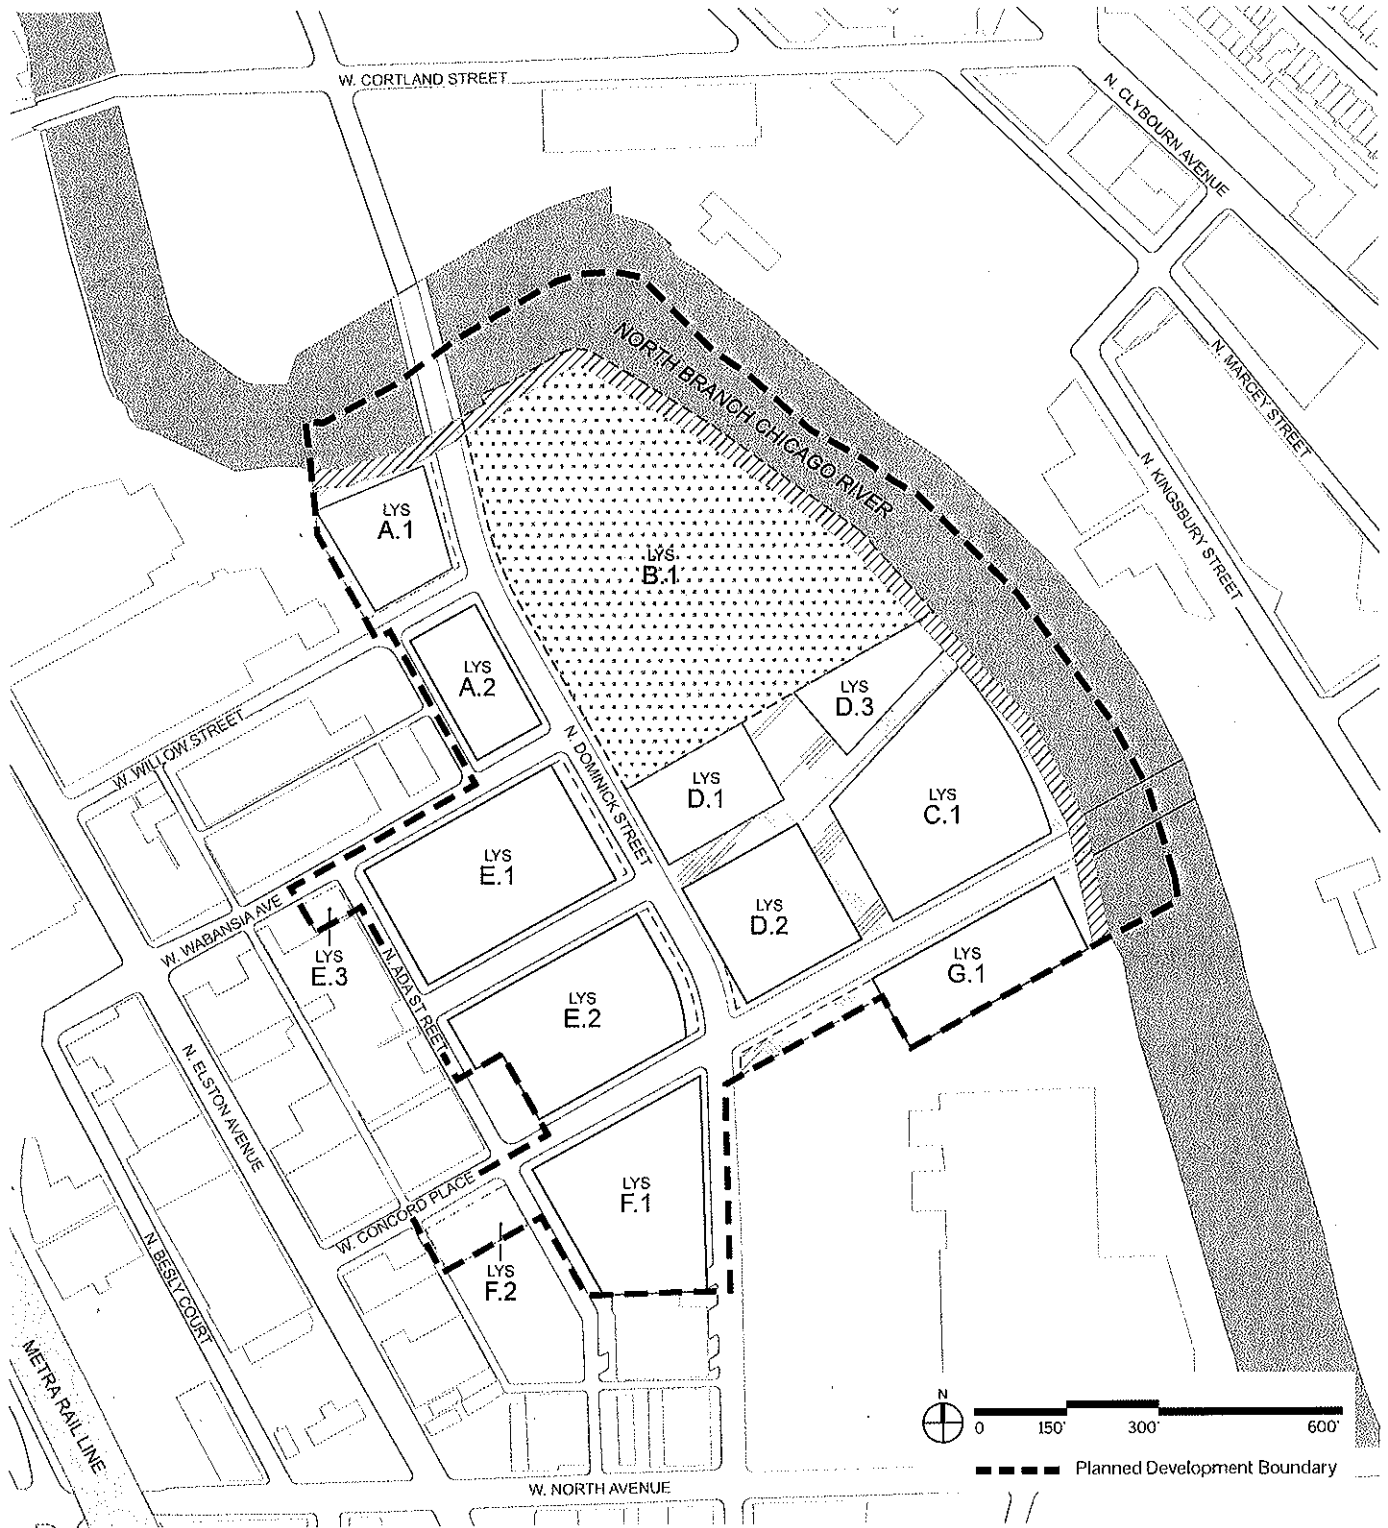 W. CORTLAND STREET
N. CLYBOURN AVENUE
NORTH BRANCH CHICAGO RIVER
N. MARCEY STREET
N. KINGSBURY STREET
LYS
A.1
LYS
B.1
LYS
A.2
LYS
D.3
W. WILLOW STREET
N. DOMINICK STREET
LYS
D.1
LYS
C.1
LYS
E.1
LYS
D.2
W. WABANSIA AVE
LYS
E.3
N. ADA ST REET
LYS
G.1
LYS
E.2
N. ELSTON AVENUE
LYS
F.1
W. CONCORD PLACE
N. BESLY COURT
LYS
F.2
METRA RAIL LINE
N
0 150' 300' 600'
Planned Development Boundary
W. NORTH AVENUE